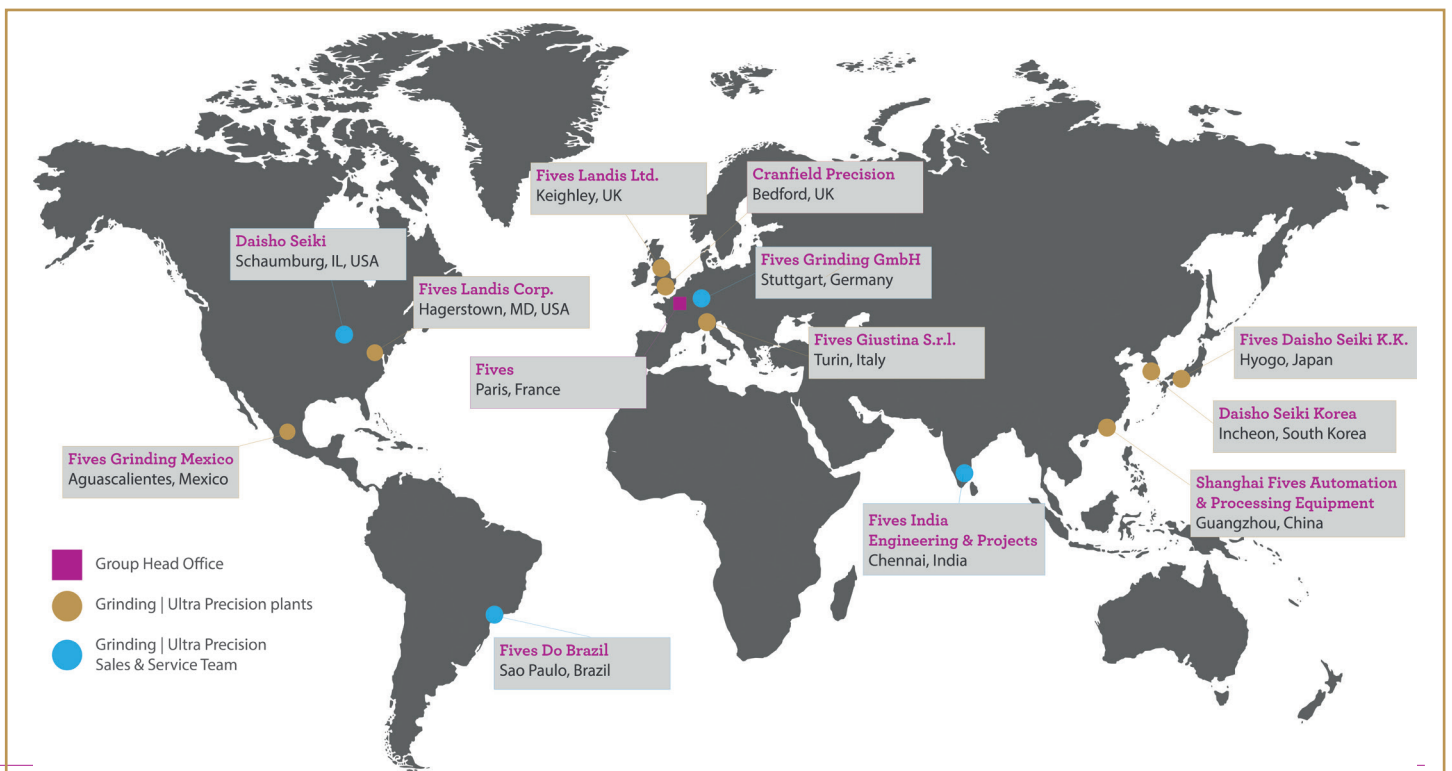 Fives Landis Ltd.
Keighley, UK
Cranfield Precision
Bedford, UK
Daisho Seiki
Schaumburg, IL, USA
Fives Grinding GmbH
Stuttgart, Germany
Fives Landis Corp.
Hagerstown, MD, USA
Fives Giustina S.r.l.
Turin, Italy
Fives Daisho Seiki K.K.
Hyogo, Japan
Fives
Paris, France
Daisho Seiki Korea
Incheon, South Korea
Fives Grinding Mexico
Aguascalientes, Mexico
Shanghai Fives Automation
& Processing Equipment
Guangzhou, China
Fives India
Engineering & Projects
Chennai, India
Group Head Office
Grinding | Ultra Precision plants
Grinding | Ultra Precision
Sales & Service Team
Fives Do Brazil
Sao Paulo, Brazil